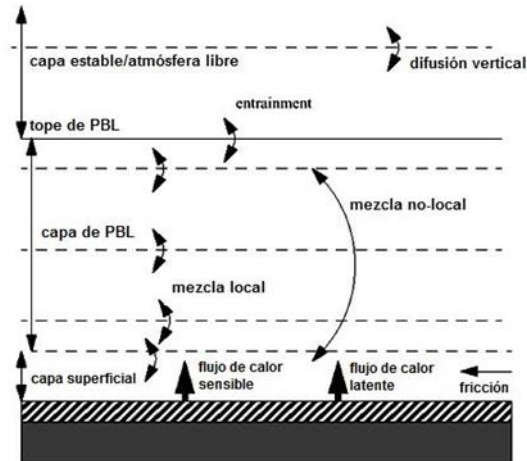 capa estable/atmósfera libre
difusión vertical
entrainment
tope de PBL
mezcla no-local
capa de PBL
mezcla local
flujo de calor
sensible
flujo de calor
latente
capa superficial
fricción